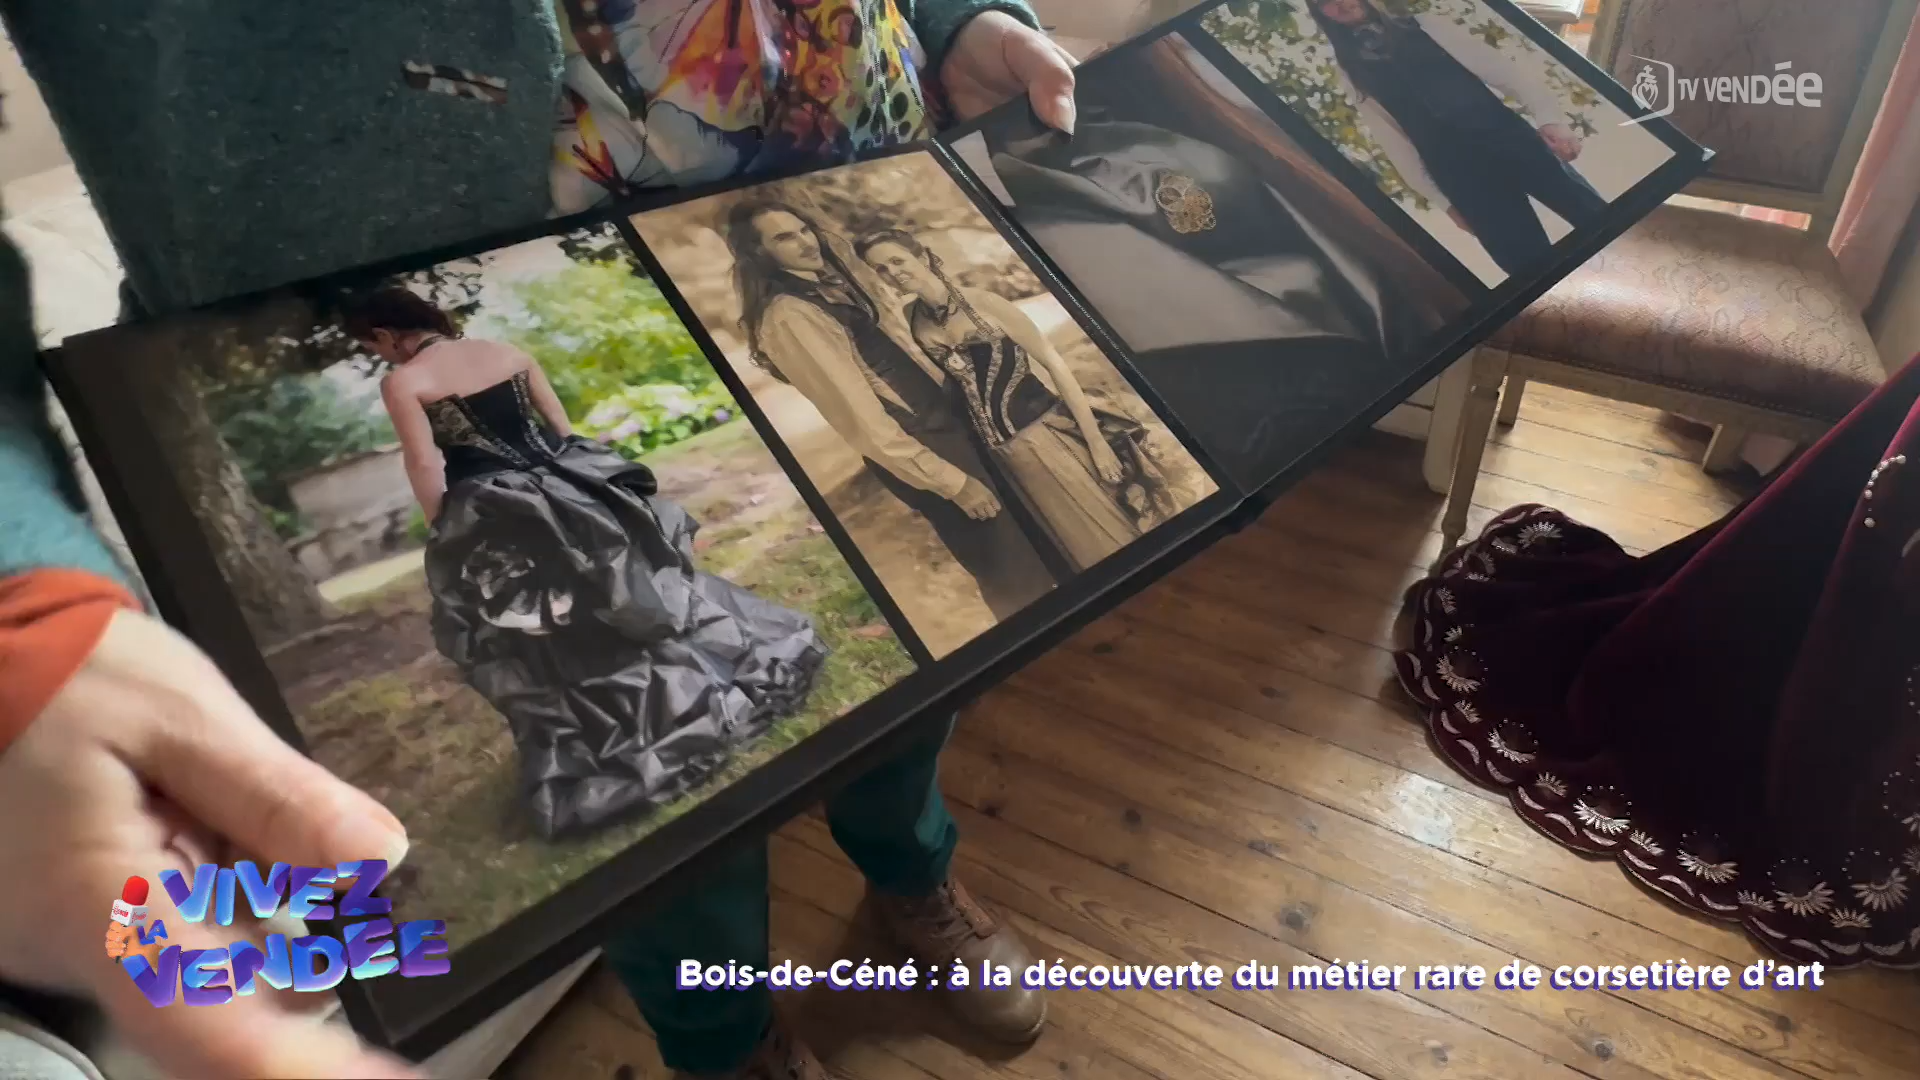 TV VENDÉE
VIVEZ
LA
VENDÉE
Bois-de-Céné : à la découverte du métier rare de corsetière d’art